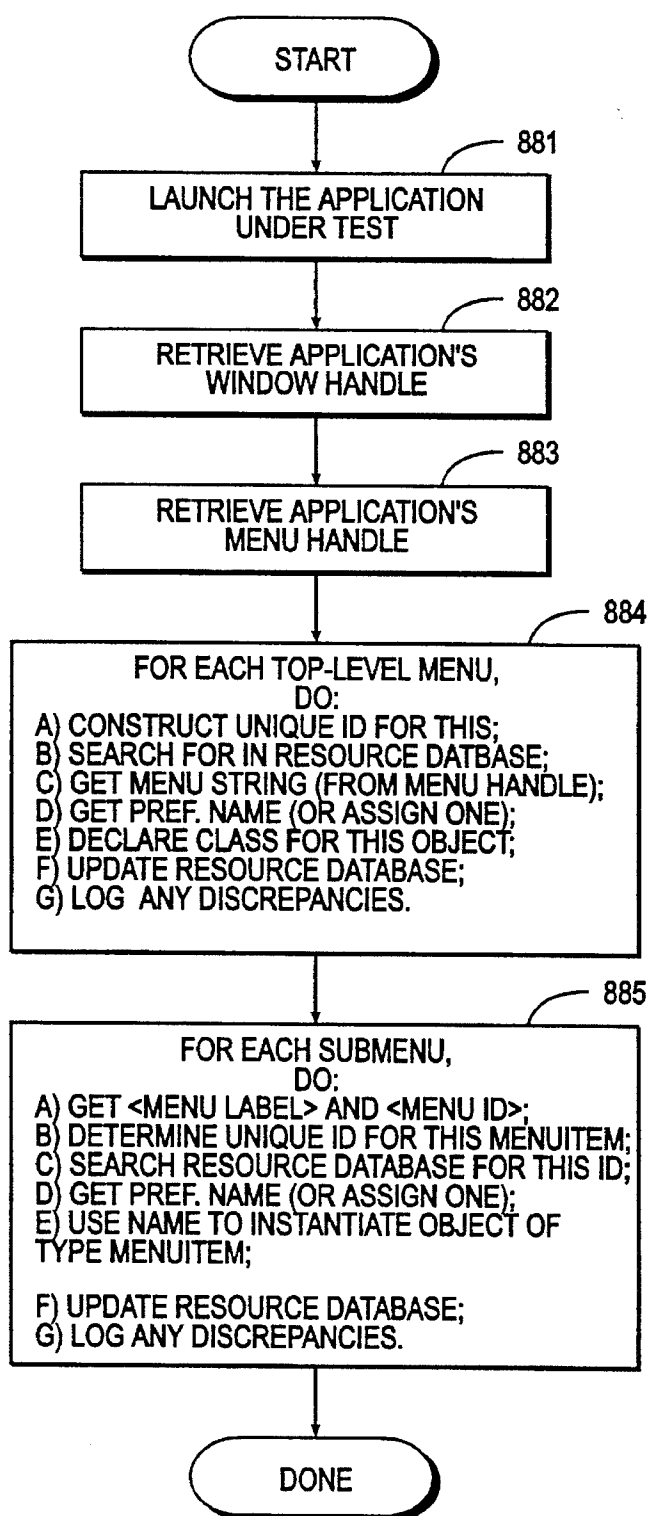 START
881
LAUNCH THE APPLICATION
UNDER TEST
882
RETRIEVE APPLICATION'S
WINDOW HANDLE
883
RETRIEVE APPLICATION'S
MENU HANDLE
884
FOR EACH TOP-LEVEL MENU,
DO:
A) CONSTRUCT UNIQUE ID FOR THIS;
B) SEARCH FOR IN RESOURCE DATBASE;
C) GET MENU STRING (FROM MENU HANDLE);
D) GET PREF. NAME (OR ASSIGN ONE);
E) DECLARE CLASS FOR THIS OBJECT;
F) UPDATE RESOURCE DATABASE;
G) LOG ANY DISCREPANCIES.
885
FOR EACH SUBMENU,
DO:
A) GET <MENU LABEL> AND <MENU ID>;
B) DETERMINE UNIQUE ID FOR THIS MENUITEM;
C) SEARCH RESOURCE DATABASE FOR THIS ID;
D) GET PREF. NAME (OR ASSIGN ONE);
E) USE NAME TO INSTANTIATE OBJECT OF
TYPE MENUITEM;
F) UPDATE RESOURCE DATABASE;
G) LOG ANY DISCREPANCIES.
DONE